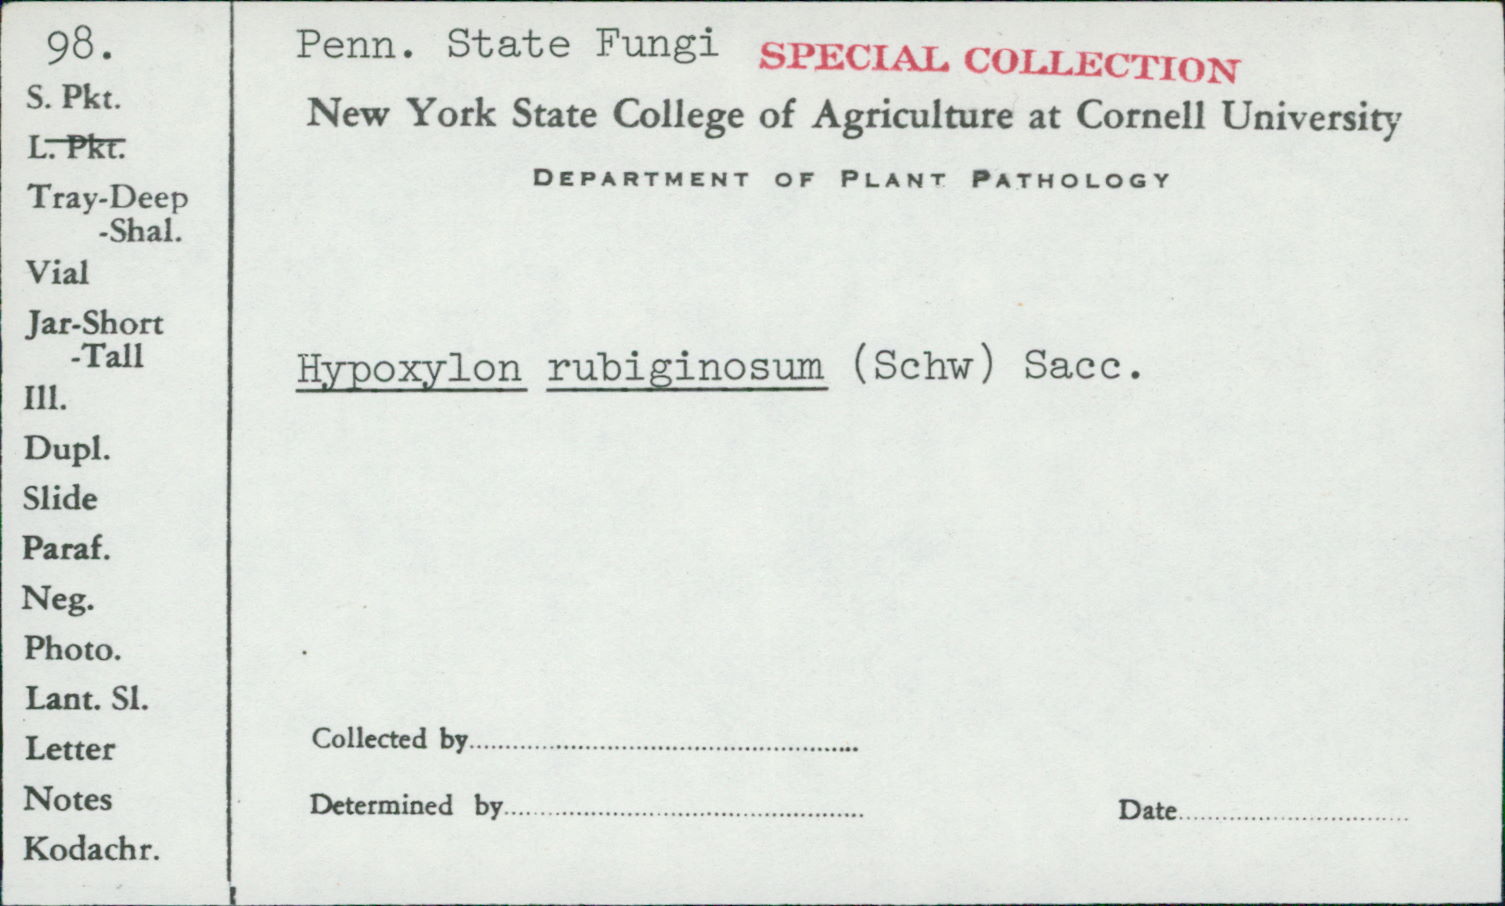 98.
S. Pkt.
L. Pkt.
Tray-Deep
-Shal.
Vial
Jar-Short
-Tall
Ill.
Dupl.
Slide
Paraf.
Neg.
Photo.
Lant. Sl.
Letter
Notes
Kodachr.
Penn. State Fungi SPECIAL COLLECTION
New York State College of Agriculture at Cornell University
DEPARTMENT OF PLANT PATHOLOGY
Hypoxylon rubiginosum (Schw) Sacc.
Collected by
Determined by
Date